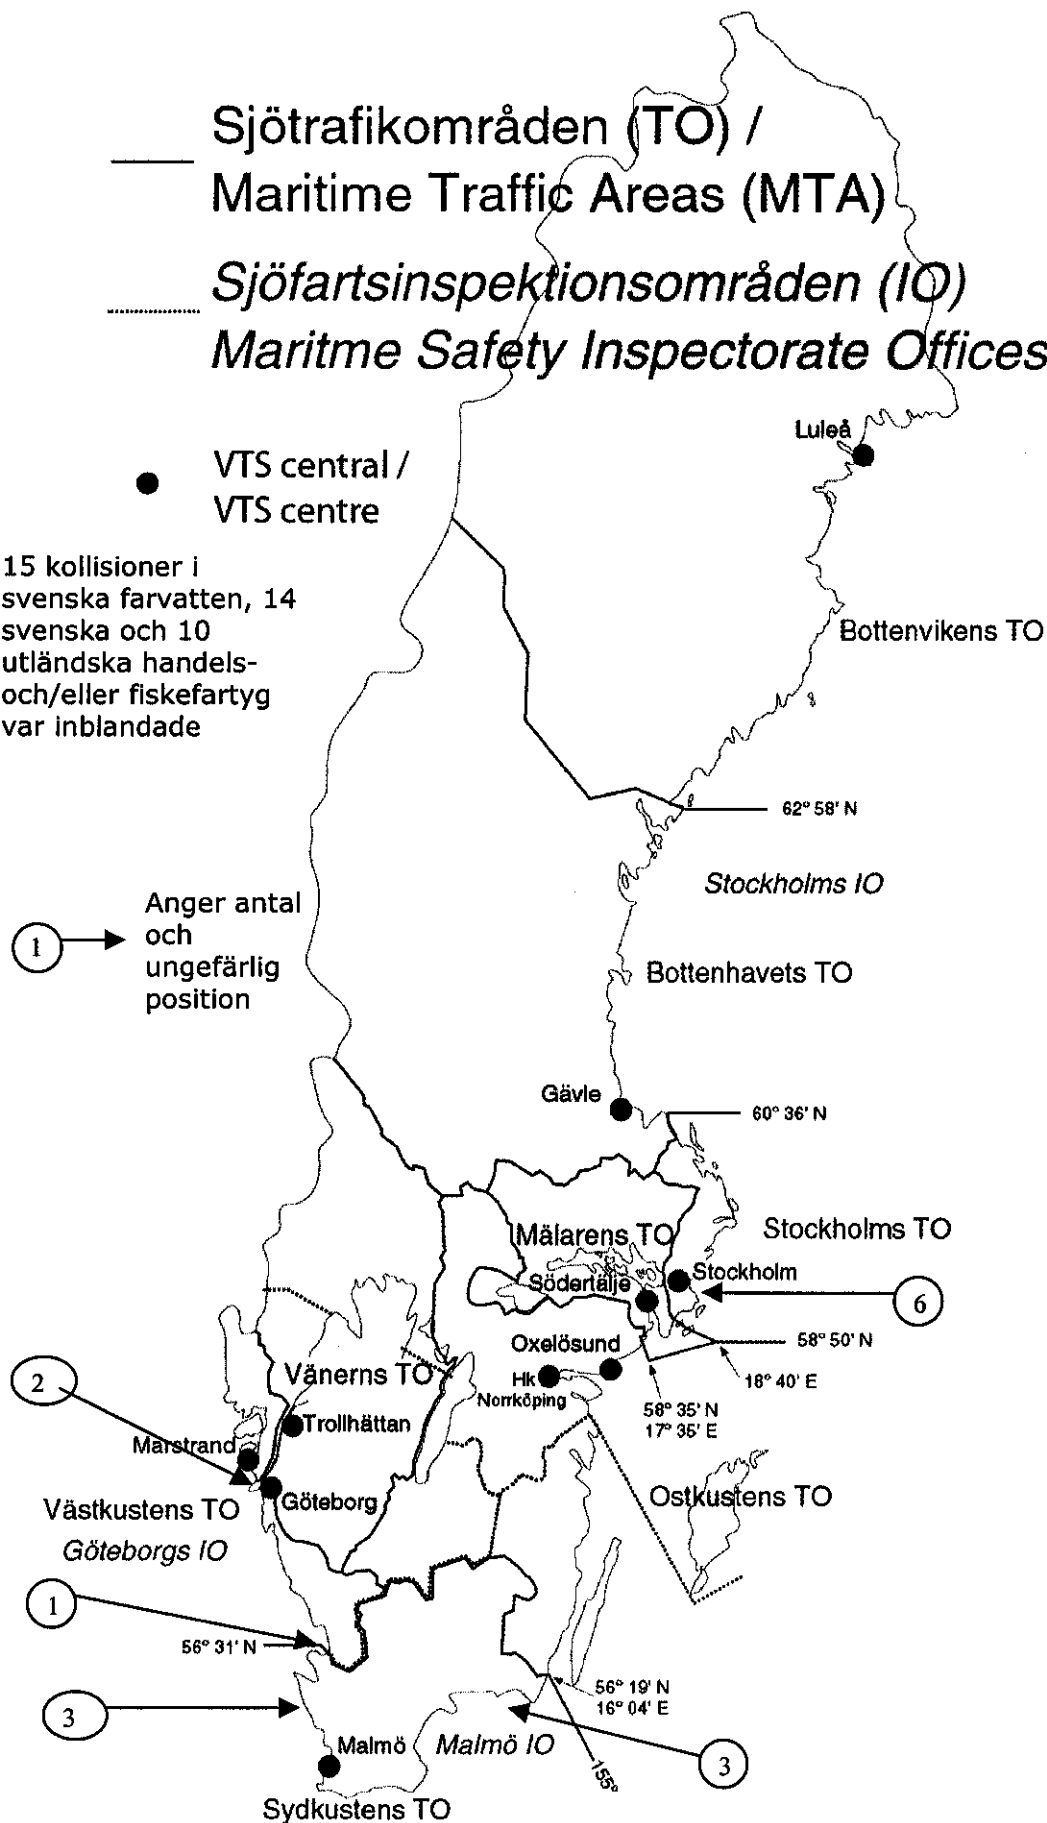 Sjötrafikområden (TO) /
Maritime Traffic Areas (MTA)
Sjöfartsinspektionsområden (IO)
Maritme Safety Inspectorate Offices
VTS central /
VTS centre
15 kollisioner i
svenska farvatten, 14
svenska och 10
utländska handels-
och/eller fiskefartyg
var inblandade
Luleå
Bottenvikens TO
62° 58' N
Stockholms IO
1
Anger antal
och
ungefärlig
position
Bottenhavets TO
Gävle
60° 36' N
Mälarens TO
Stockholms TO
Södertälje
Stockholm
6
Oxelösund
58° 50' N
18° 40' E
Hk
Norrköping
58° 35' N
17° 35' E
Vänerns TO
2
Trollhättan
Marstrand
Göteborg
Västkustens TO
Göteborgs IO
Ostkustens TO
1
56° 31' N
56° 19' N
16° 04' E
3
Malmö
Malmö IO
3
155°
Sydkustens TO